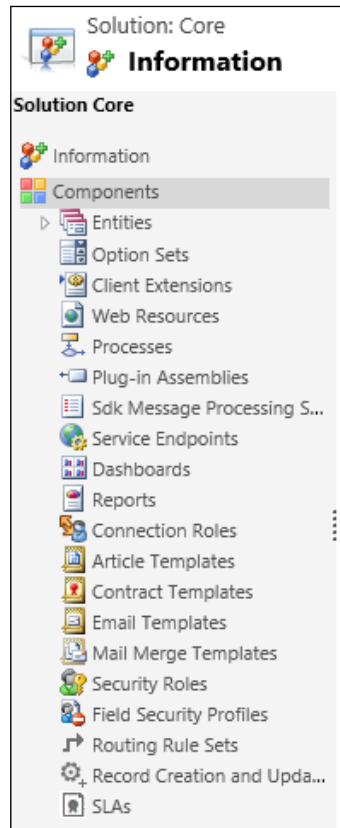 Solution: Core
Information
Solution Core
Information
Components
Entities
Option Sets
Client Extensions
Web Resources
Processes
Plug-in Assemblies
Sdk Message Processing S...
Service Endpoints
Dashboards
Reports
Connection Roles
Article Templates
Contract Templates
Email Templates
Mail Merge Templates
Security Roles
Field Security Profiles
Routing Rule Sets
Record Creation and Upda...
SLAs